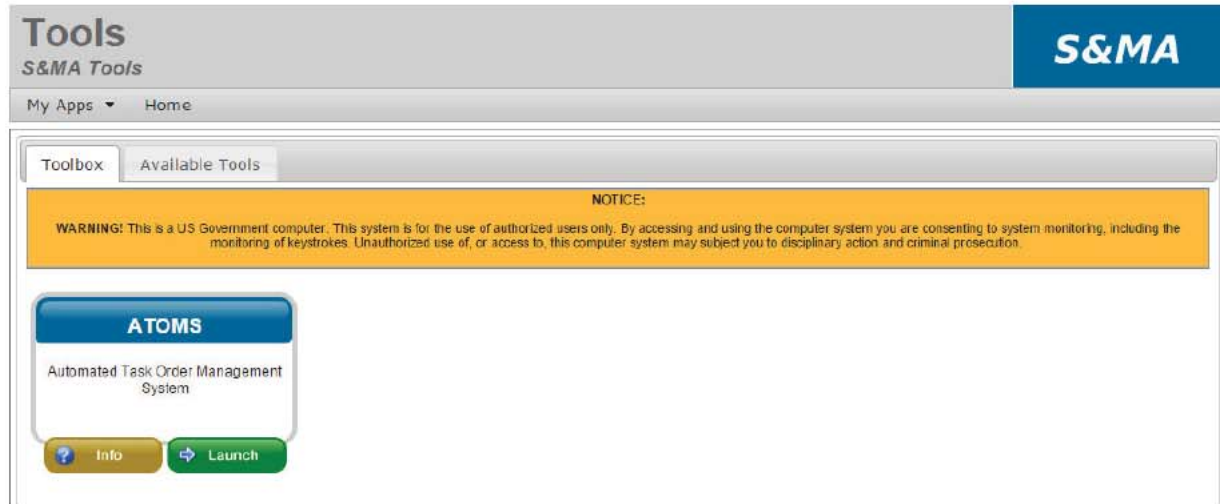 Tools
S&MA Tools
S&MA
My Apps Home
Toolbox Available Tools
NOTICE:
WARNING! This is a US Government computer. This system is for the use of authorized users only. By accessing and using the computer system you are consenting to system monitoring, including the
monitoring of keystrokes. Unauthorized use of, or access to, this computer system may subject you to disciplinary action and criminal prosecution.
ATOMS
Automated Task Order Management
System
? Info Launch